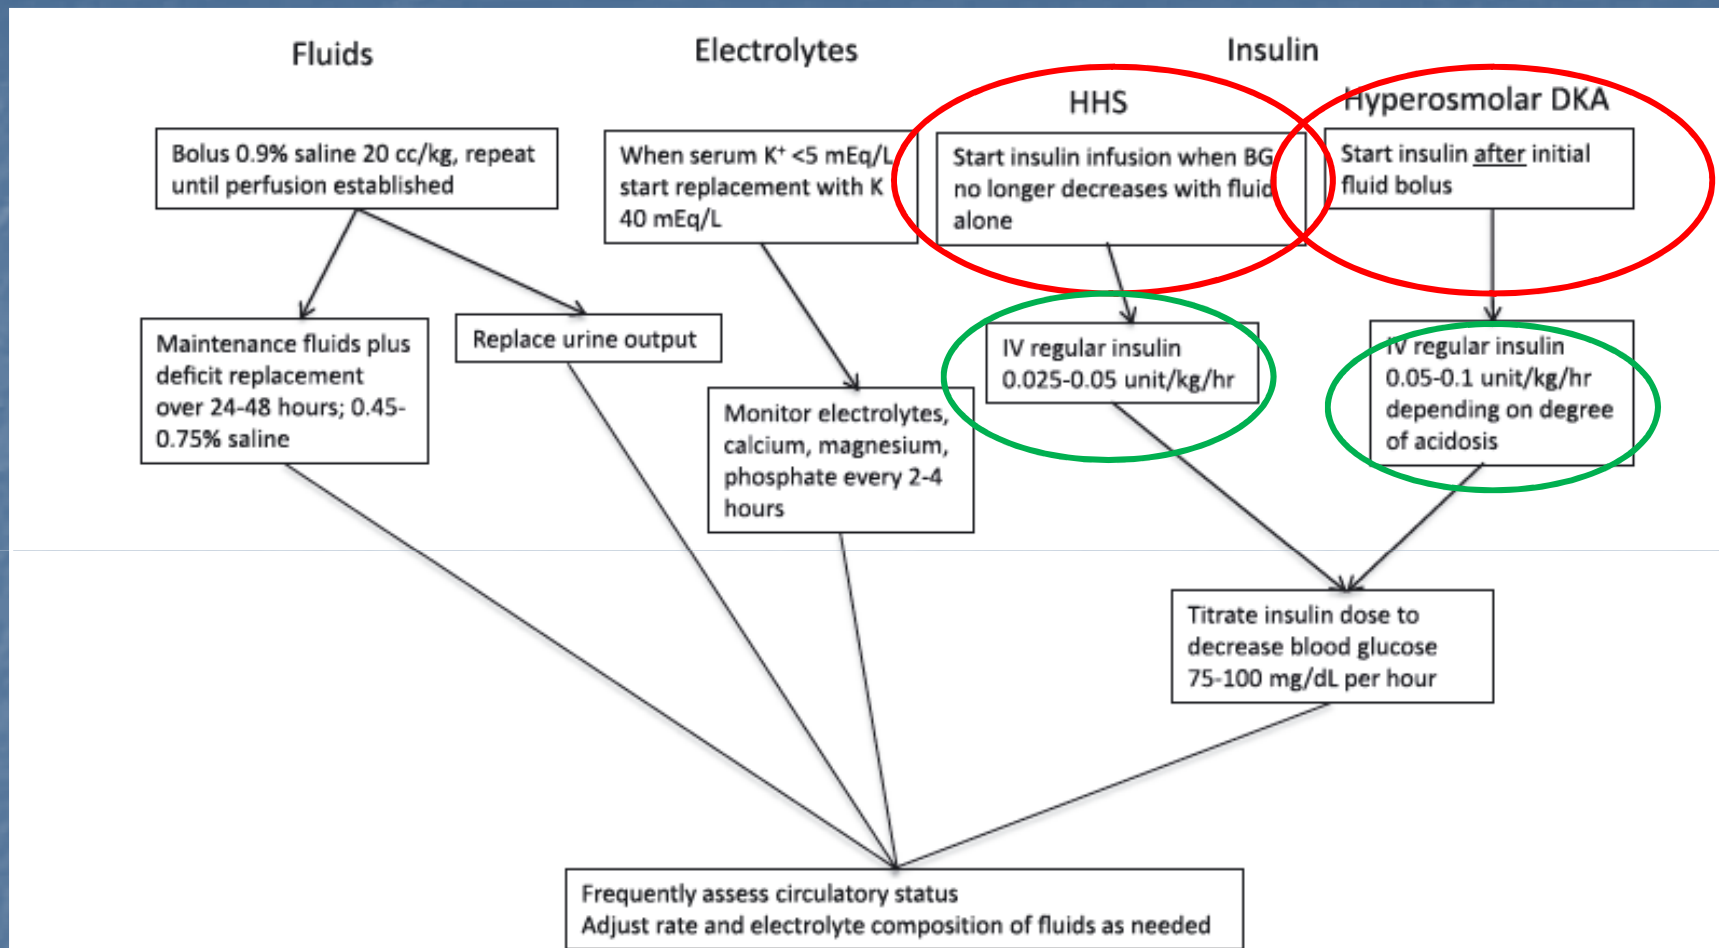 Fluids
Electrolytes
Insulin
HHS
Hyperosmolar DKA
Bolus 0.9% saline 20 cc/kg, repeat
until perfusion established
When serum K⁺ <5 mEq/L
start replacement with K
40 mEq/L
Start insulin infusion when BG
no longer decreases with fluid
alone
Start insulin after initial
fluid bolus
Maintenance fluids plus
deficit replacement
over 24-48 hours; 0.45-
0.75% saline
Replace urine output
Monitor electrolytes,
calcium, magnesium,
phosphate every 2-4
hours
IV regular insulin
0.025-0.05 unit/kg/hr
IV regular insulin
0.05-0.1 unit/kg/hr
depending on degree
of acidosis
Titrate insulin dose to
decrease blood glucose
75-100 mg/dL per hour
Frequently assess circulatory status
Adjust rate and electrolyte composition of fluids as needed